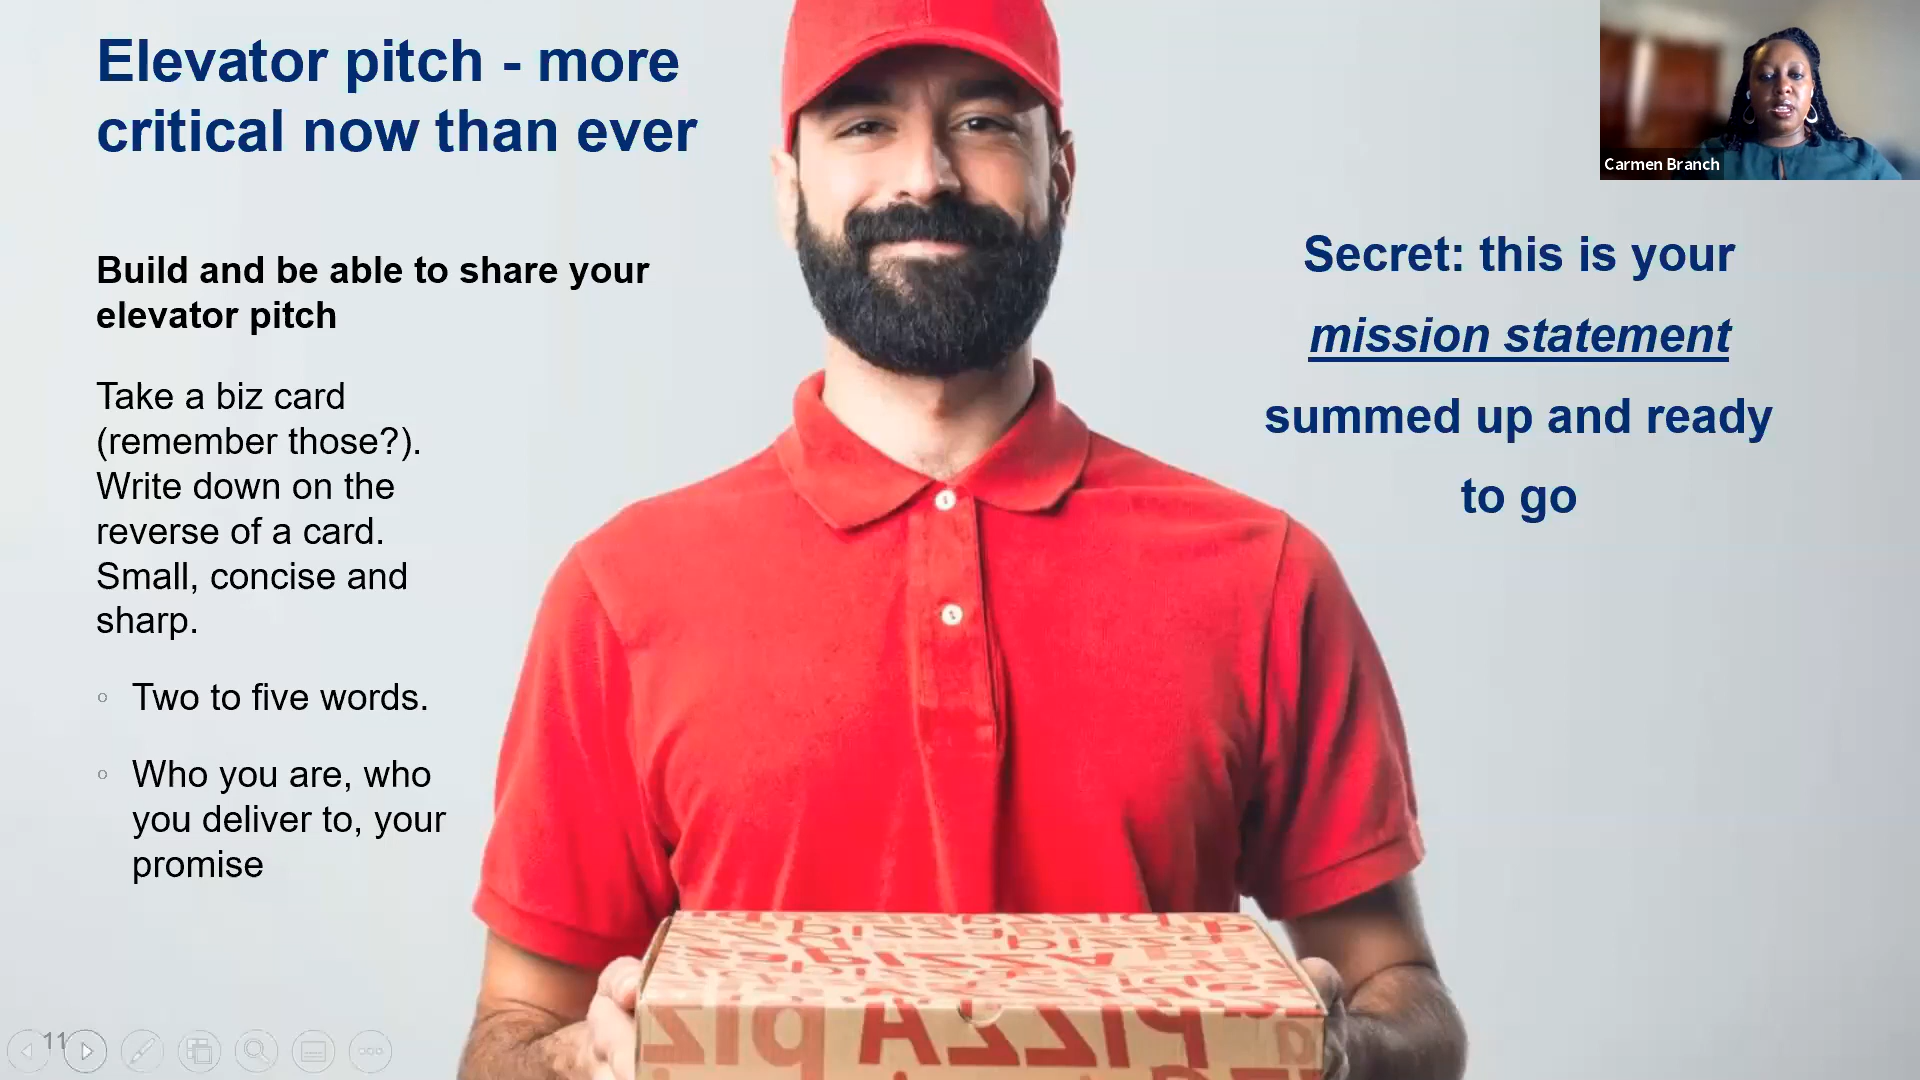 Elevator pitch - more
critical now than ever
Carmen Branch
Build and be able to share your
elevator pitch
Take a biz card
(remember those?).
Write down on the
reverse of a card.
Small, concise and
sharp.
Two to five words.
Who you are, who
you deliver to, your
promise
Secret: this is your
mission statement
summed up and ready
to go
PIZZA
11